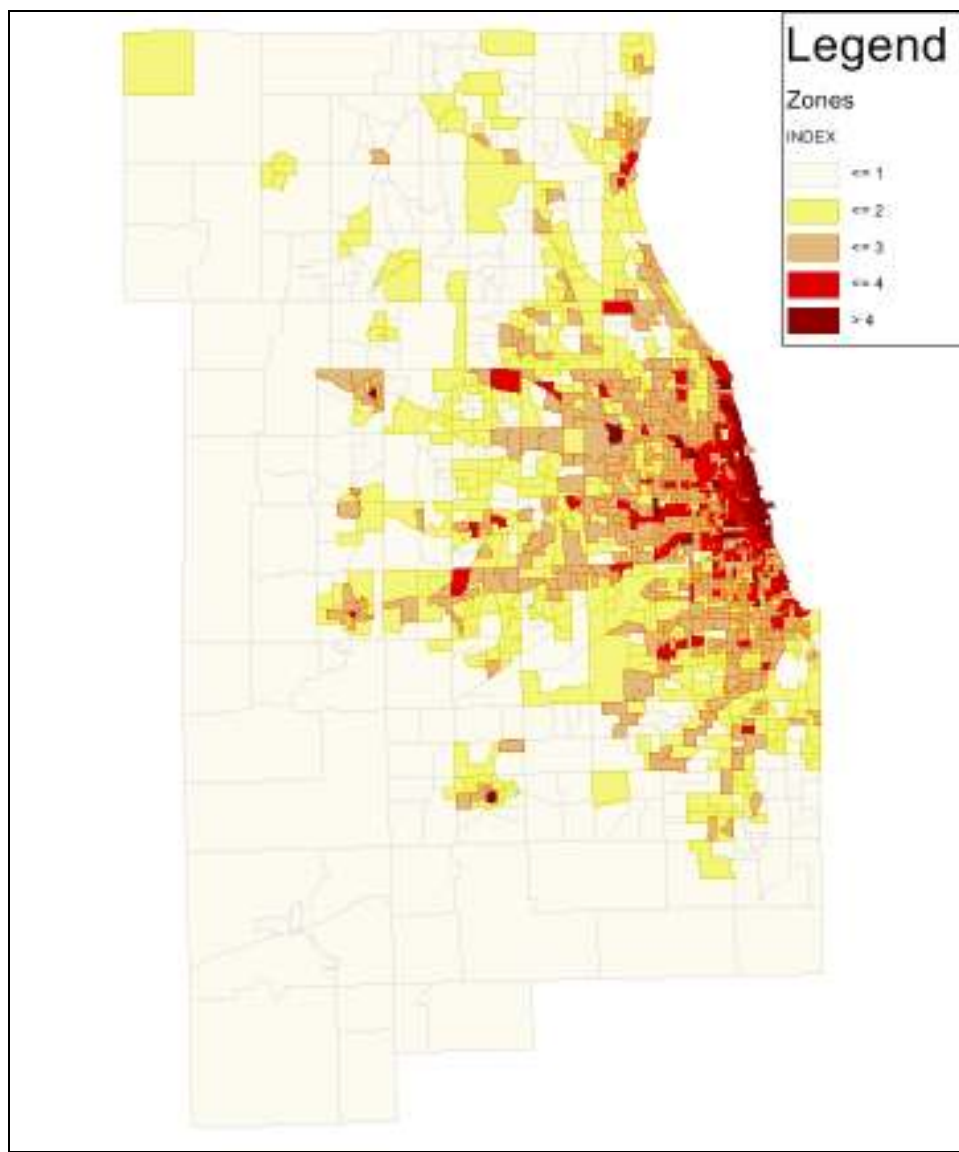 Legend
Zones
INDEX
<= 1
<= 2
<= 3
<= 4
> 4